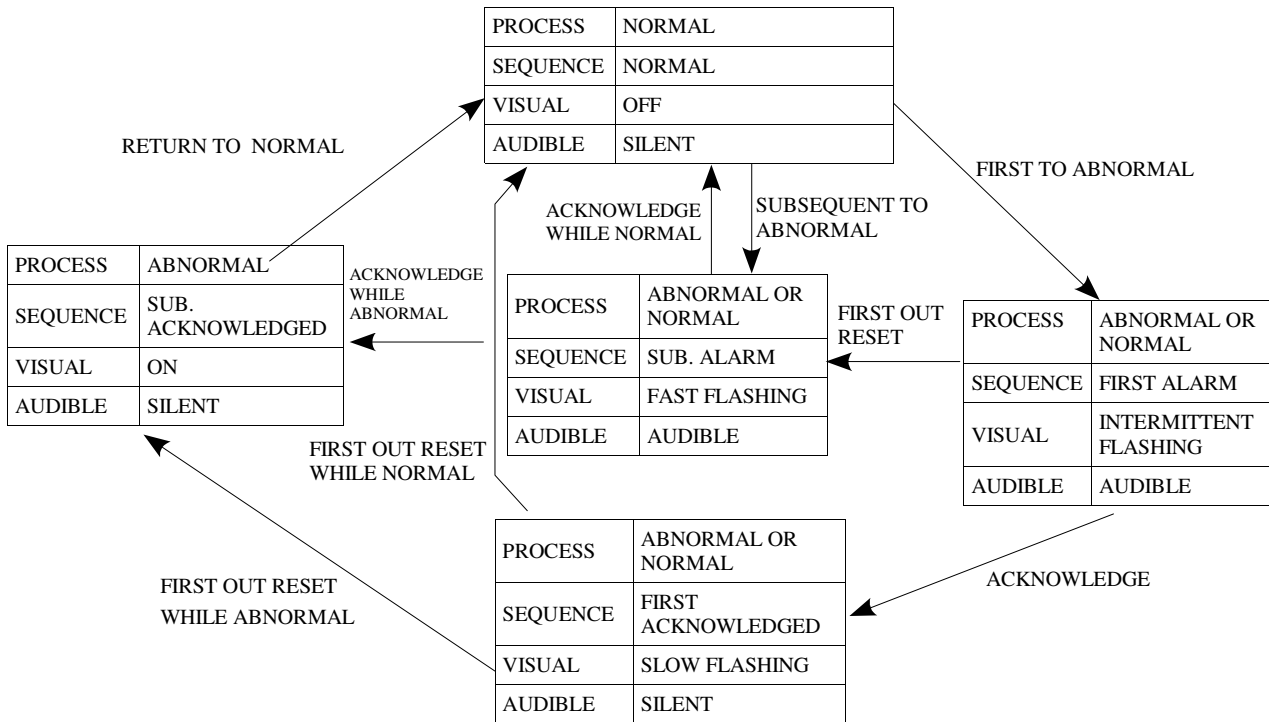 PROCESS NORMAL
SEQUENCE NORMAL
VISUAL OFF
AUDIBLE SILENT
RETURN TO NORMAL
FIRST TO ABNORMAL
ACKNOWLEDGE
WHILE NORMAL
SUBSEQUENT TO
ABNORMAL
PROCESS ABNORMAL
SEQUENCE SUB.
ACKNOWLEDGED
VISUAL ON
AUDIBLE SILENT
ACKNOWLEDGE
WHILE
ABNORMAL
PROCESS ABNORMAL OR
NORMAL
SEQUENCE SUB. ALARM
VISUAL FAST FLASHING
AUDIBLE AUDIBLE
FIRST OUT
RESET
PROCESS ABNORMAL OR
NORMAL
SEQUENCE FIRST ALARM
VISUAL INTERMITTENT
FLASHING
AUDIBLE AUDIBLE
FIRST OUT RESET
WHILE NORMAL
FIRST OUT RESET
WHILE ABNORMAL
PROCESS ABNORMAL OR
NORMAL
SEQUENCE FIRST
ACKNOWLEDGED
VISUAL SLOW FLASHING
AUDIBLE SILENT
ACKNOWLEDGE